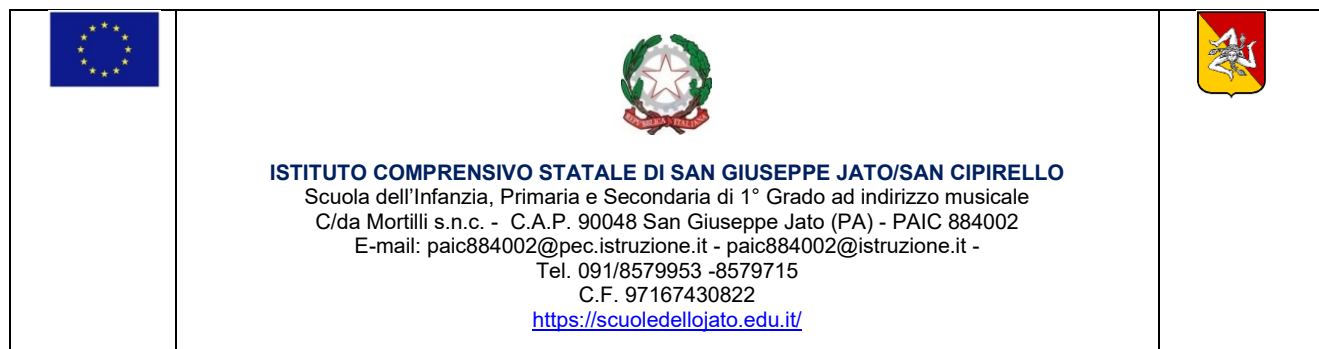 REPVBBLICA ITALIANA
ISTITUTO COMPRENSIVO STATALE DI SAN GIUSEPPE JATO/SAN CIPIRELLO
Scuola dell'Infanzia, Primaria e Secondaria di 1° Grado ad indirizzo musicale
C/da Mortilli s.n.c. - C.A.P. 90048 San Giuseppe Jato (PA) - PAIC 884002
E-mail: paic884002@pec.istruzione.it - paic884002@istruzione.it -
Tel. 091/8579953 -8579715
C.F. 97167430822
https://scuoledellojato.edu.it/